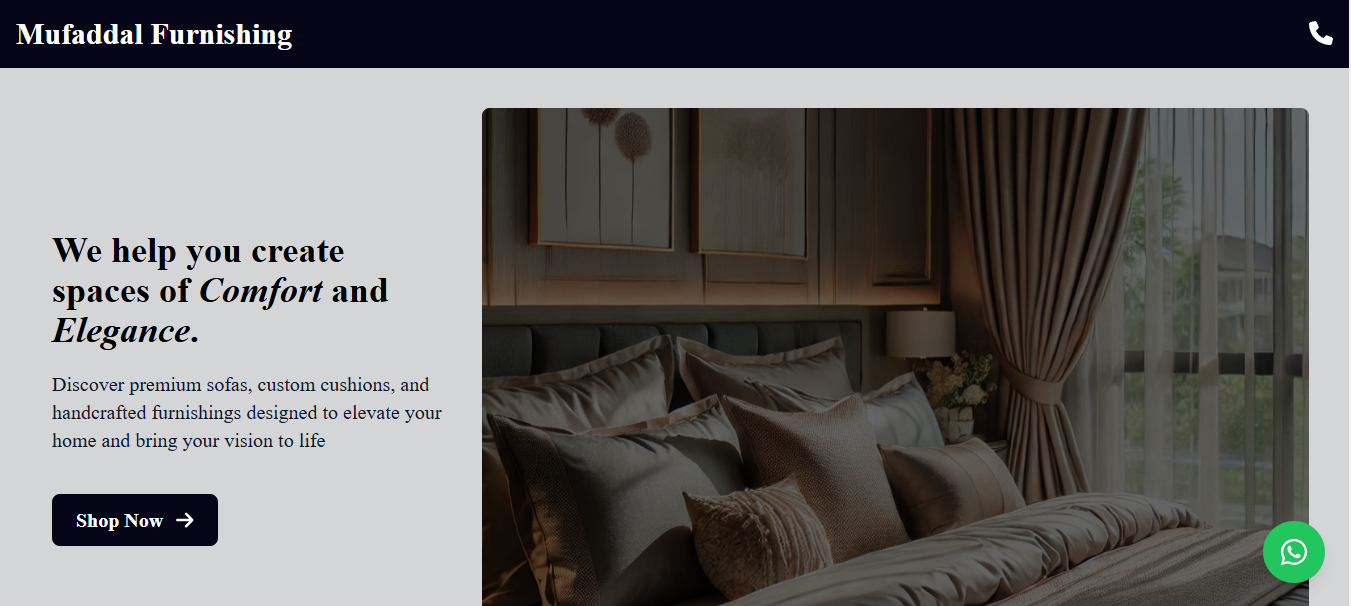 Mufaddal Furnishing
We help you create
spaces of Comfort and
Elegance.
Discover premium sofas, custom cushions, and
handcrafted furnishings designed to elevate your
home and bring your vision to life
Shop Now